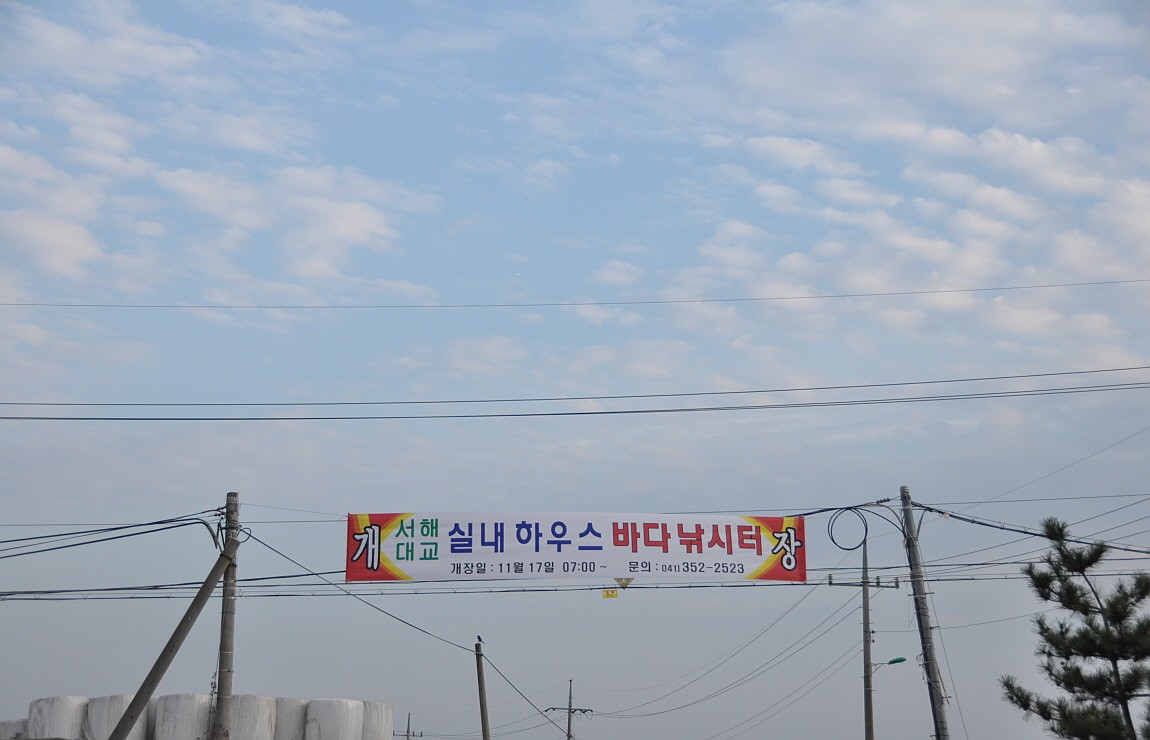 개 서해대교 실내 하우스 바다 낚시터 장
개장일 : 11월 17일 07:00 ~ 문의 : 041) 352-2523